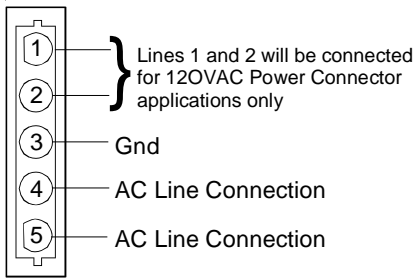 1
Lines 1 and 2 will be connected
for 12OVAC Power Connector
2
applications only
3 Gnd
4 AC Line Connection
5 AC Line Connection